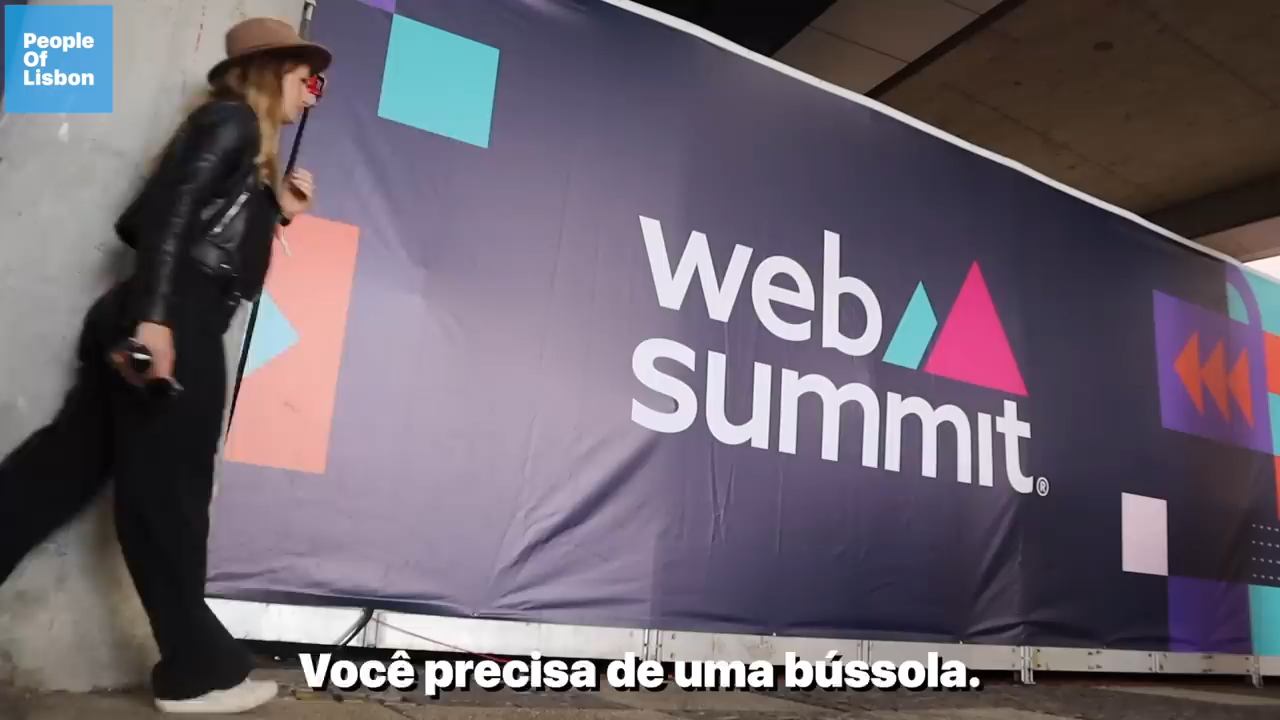 People
Of
Lisbon
web
summit®
Você precisa de uma bússola.